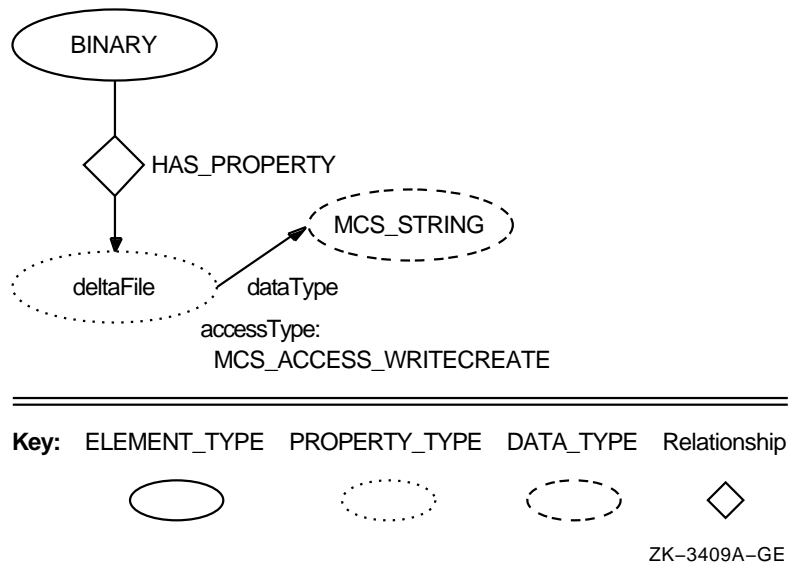 BINARY
HAS_PROPERTY
MCS_STRING
deltaFile
dataType
accessType:
MCS_ACCESS_WRITECREATE
Key: ELEMENT_TYPE PROPERTY_TYPE DATA_TYPE Relationship
ZK–3409A–GE